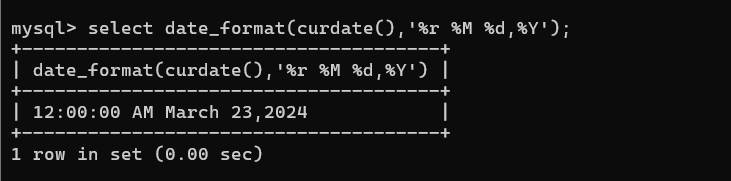 mysql> select date_format(curdate(),'%r %M %d,%Y');
+--------------------------------------+
| date_format(curdate(),'%r %M %d,%Y') |
+--------------------------------------+
| 12:00:00 AM March 23,2024            |
+--------------------------------------+
1 row in set (0.00 sec)